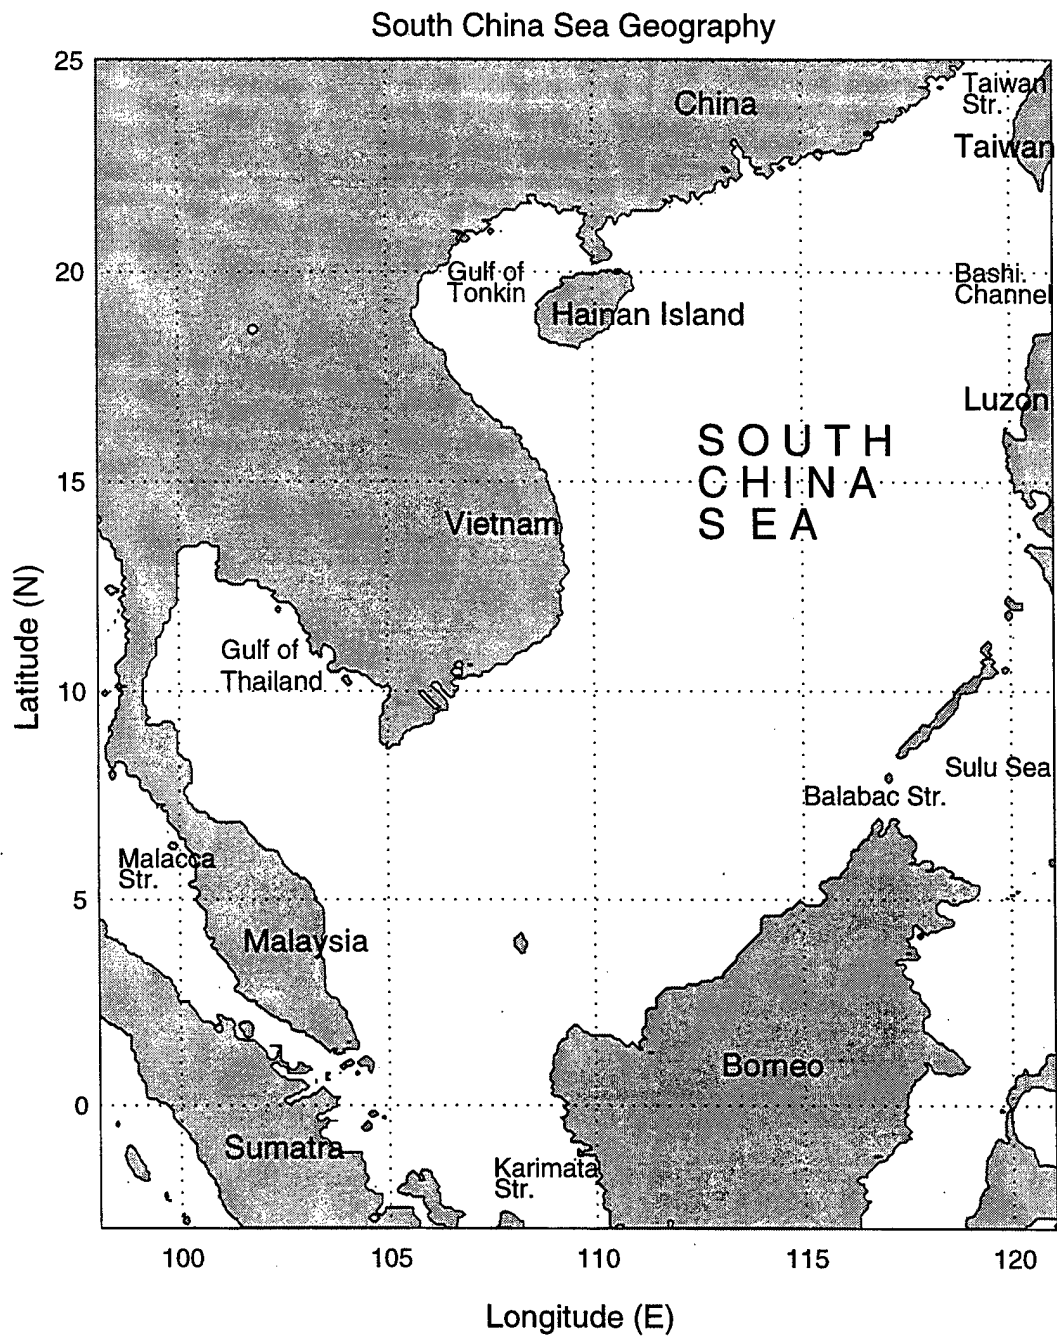 South China Sea Geography
25
China
Taiwan
Str.
Taiwan
20
Gulf of
Tonkin
Bashi.
Channel
Hainan Island
Luzon
SOUTH
CHINA
SEA
15
Vietnam
Latitude (N)
Gulf of
Thailand
10
Sulu Sea
Balabac Str.
Malacca
Str.
5
Malaysia
Borneo
0
Sumatra
Karimata
Str.
100 105 110 115 120
Longitude (E)